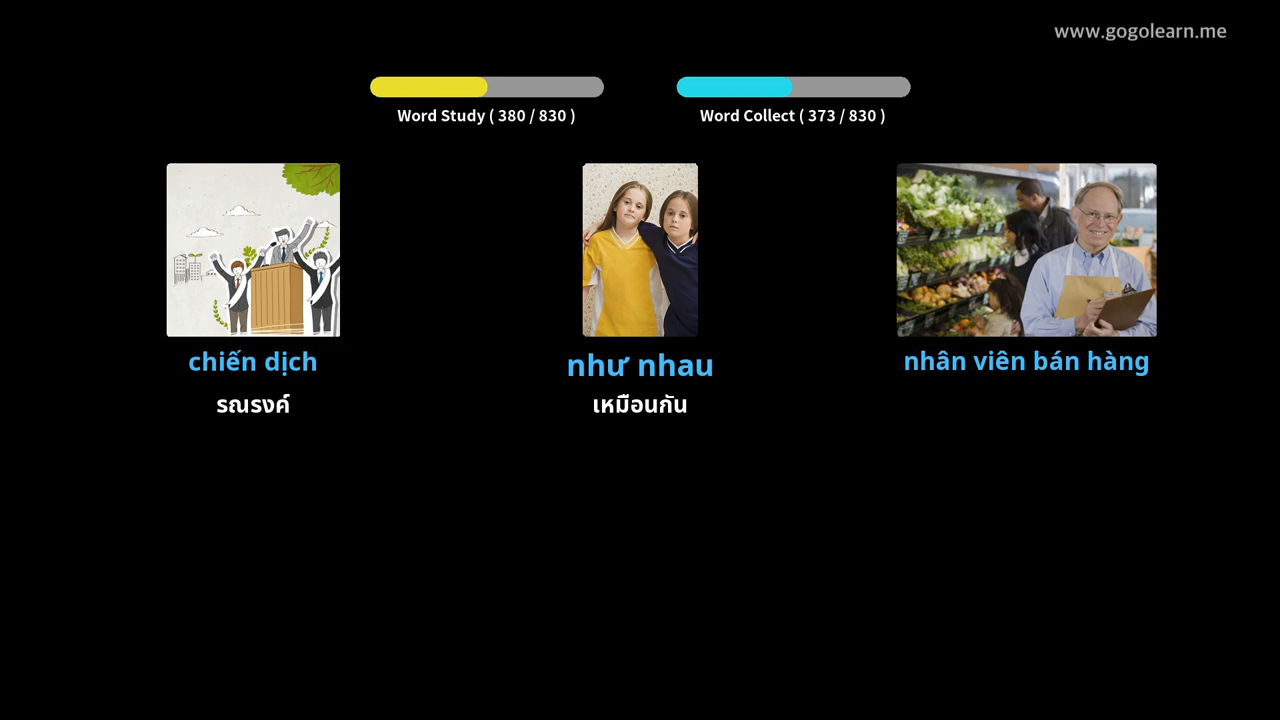 www.gogolearn.me
Word Study ( 380 / 830 )
Word Collect ( 373 / 830 )
chiến dịch
như nhau
nhân viên bán hàng
รณรงค์
เหมือนกัน